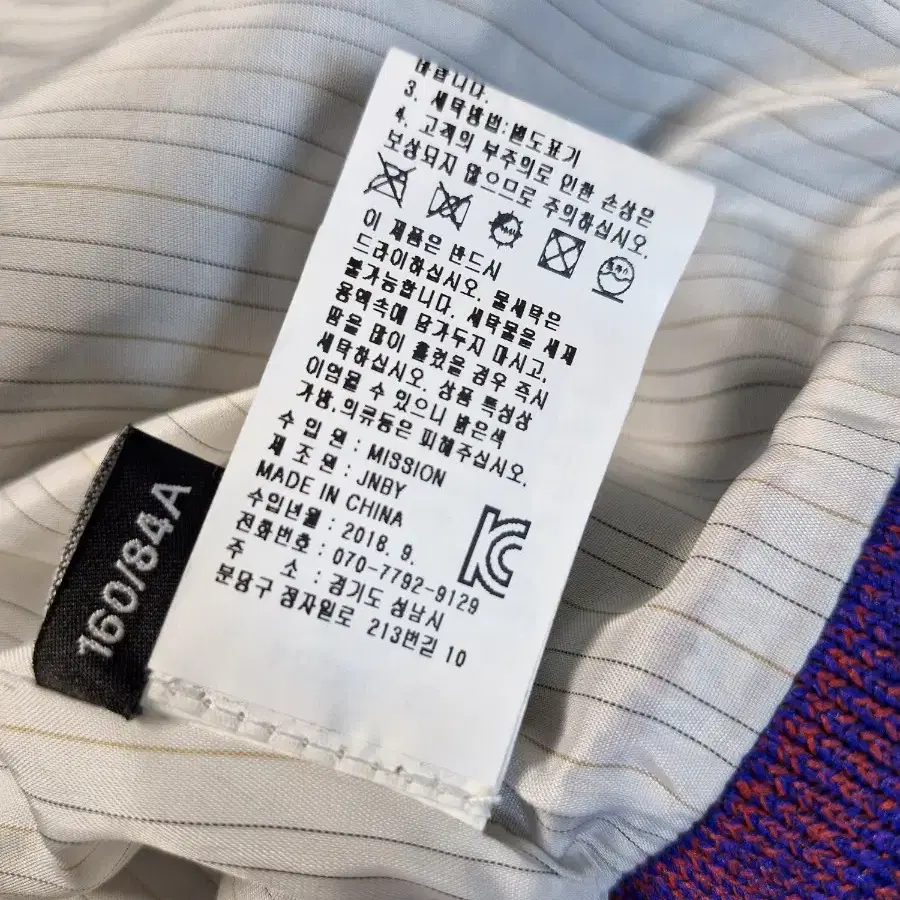 바랍니다.
3. 세탁방법:별도표기
4. 고객의 부주의로 인한 손상은
보상되지 않으므로 주의하십시오.
이 제품은 반드시
드라이하십시오. 물세탁은
불가능합니다. 세탁물을 세제
용액속에 담가두지 마시고,
땀을 많이 흘렸을 경우 즉시
세탁하십시오. 상품 특성상
이염될 수 있으니 밝은색
가방,의류등은 피해주십시오.
수 입 원 : MISSION
제 조 원 : JNBY
MADE IN CHINA
수입년월 : 2018. 9.
전화번호 : 070-7792-9129
주 소 : 경기도 성남시
분당구 정자일로 213번길 10
160/84A